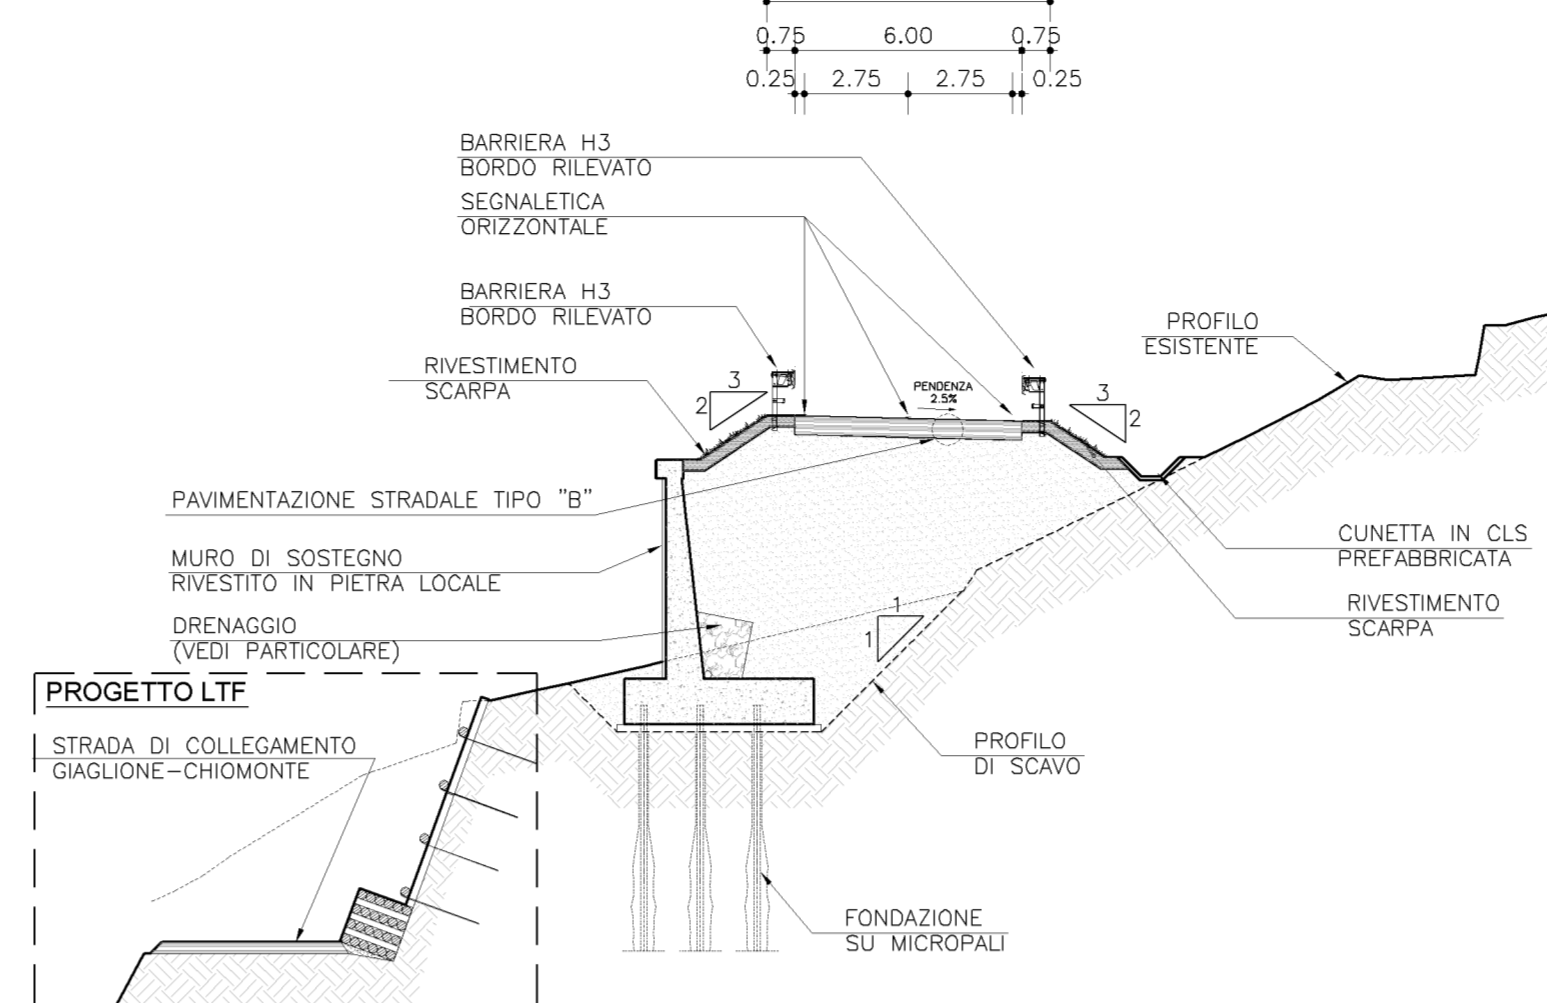 0.75 6.00 0.75
0.25 2.75 2.75 0.25
BARRIERA H3
BORDO RILEVATO
SEGNALETICA
ORIZZONTALE
BARRIERA H3
BORDO RILEVATO
PROFILO
ESISTENTE
RIVESTIMENTO
SCARPA
3
2
PENDENZA
2.5%
3
2
PAVIMENTAZIONE STRADALE TIPO "B"
CUNETTA IN CLS
PREFABBRICATA
MURO DI SOSTEGNO
RIVESTITO IN PIETRA LOCALE
RIVESTIMENTO
SCARPA
1
1
DRENAGGIO
(VEDI PARTICOLARE)
PROGETTO LTF
STRADA DI COLLEGAMENTO
GIAGLIONE-CHIOMONTE
PROFILO
DI SCAVO
FONDAZIONE
SU MICROPALI